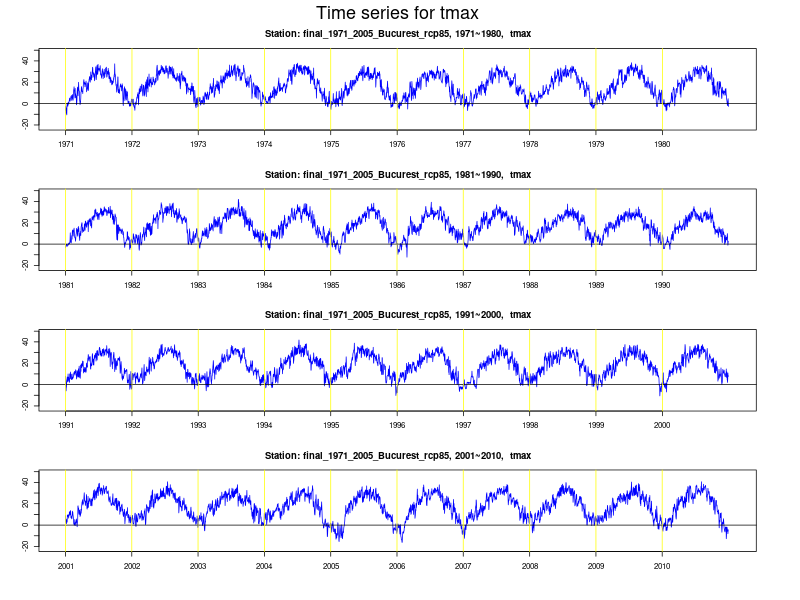 Time series for tmax
Station: final_1971_2005_Bucurest_rcp85, 1971~1980, tmax
40
20
0
-20
1971 1972 1973 1974 1975 1976 1977 1978 1979 1980
Station: final_1971_2005_Bucurest_rcp85, 1981~1990, tmax
40
20
0
-20
1981 1982 1983 1984 1985 1986 1987 1988 1989 1990
Station: final_1971_2005_Bucurest_rcp85, 1991~2000, tmax
40
20
0
-20
1991 1992 1993 1994 1995 1996 1997 1998 1999 2000
Station: final_1971_2005_Bucurest_rcp85, 2001~2010, tmax
40
20
0
-20
2001 2002 2003 2004 2005 2006 2007 2008 2009 2010